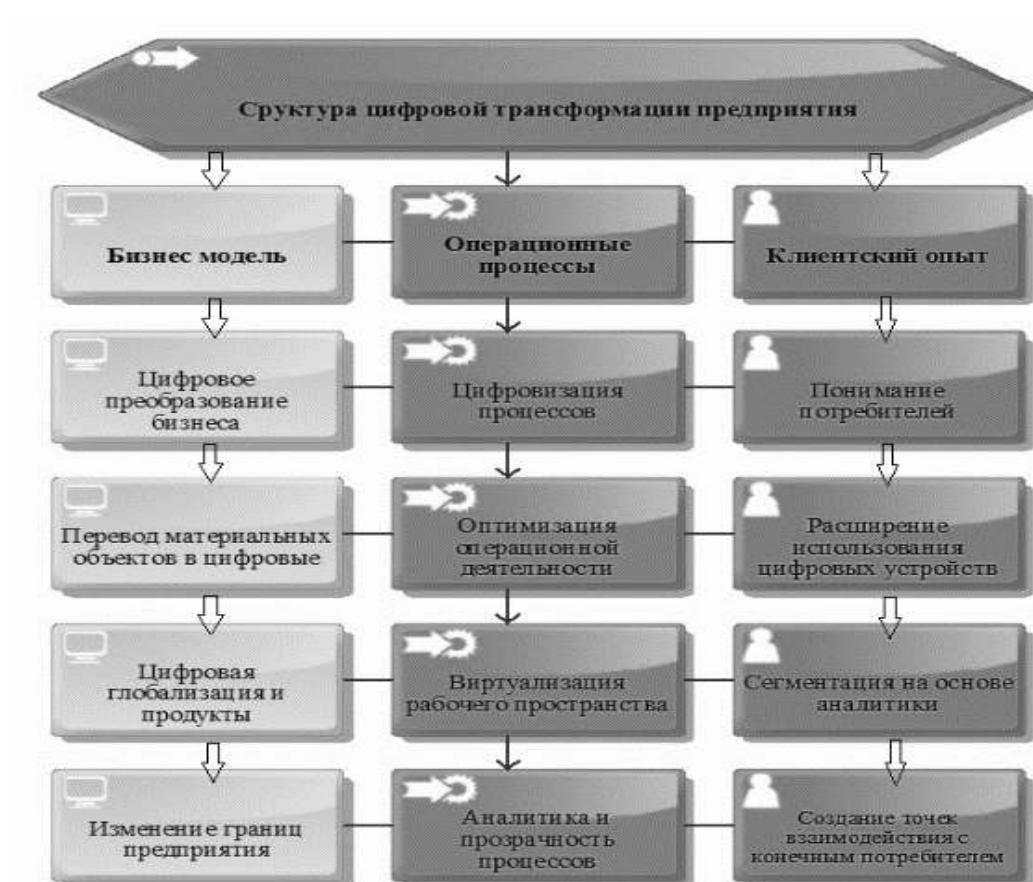 Структура цифровой трансформации предприятия
Бизнес модель
Операционные
процессы
Клиентский опыт
Цифровое
преобразование
бизнеса
Цифровизация
процессов
Понимание
потребителей
Перевод материальных
объектов в цифровые
Оптимизация
операционной
деятельности
Расширение
использования
цифровых устройств
Цифровая
глобализация и
продукты
Виртуализация
рабочего пространства
Сегментация на основе
аналитики
Изменение границ
предприятия
Аналитика и
прозрачность
процессов
Создание точек
взаимодействия с
конечным потребителем